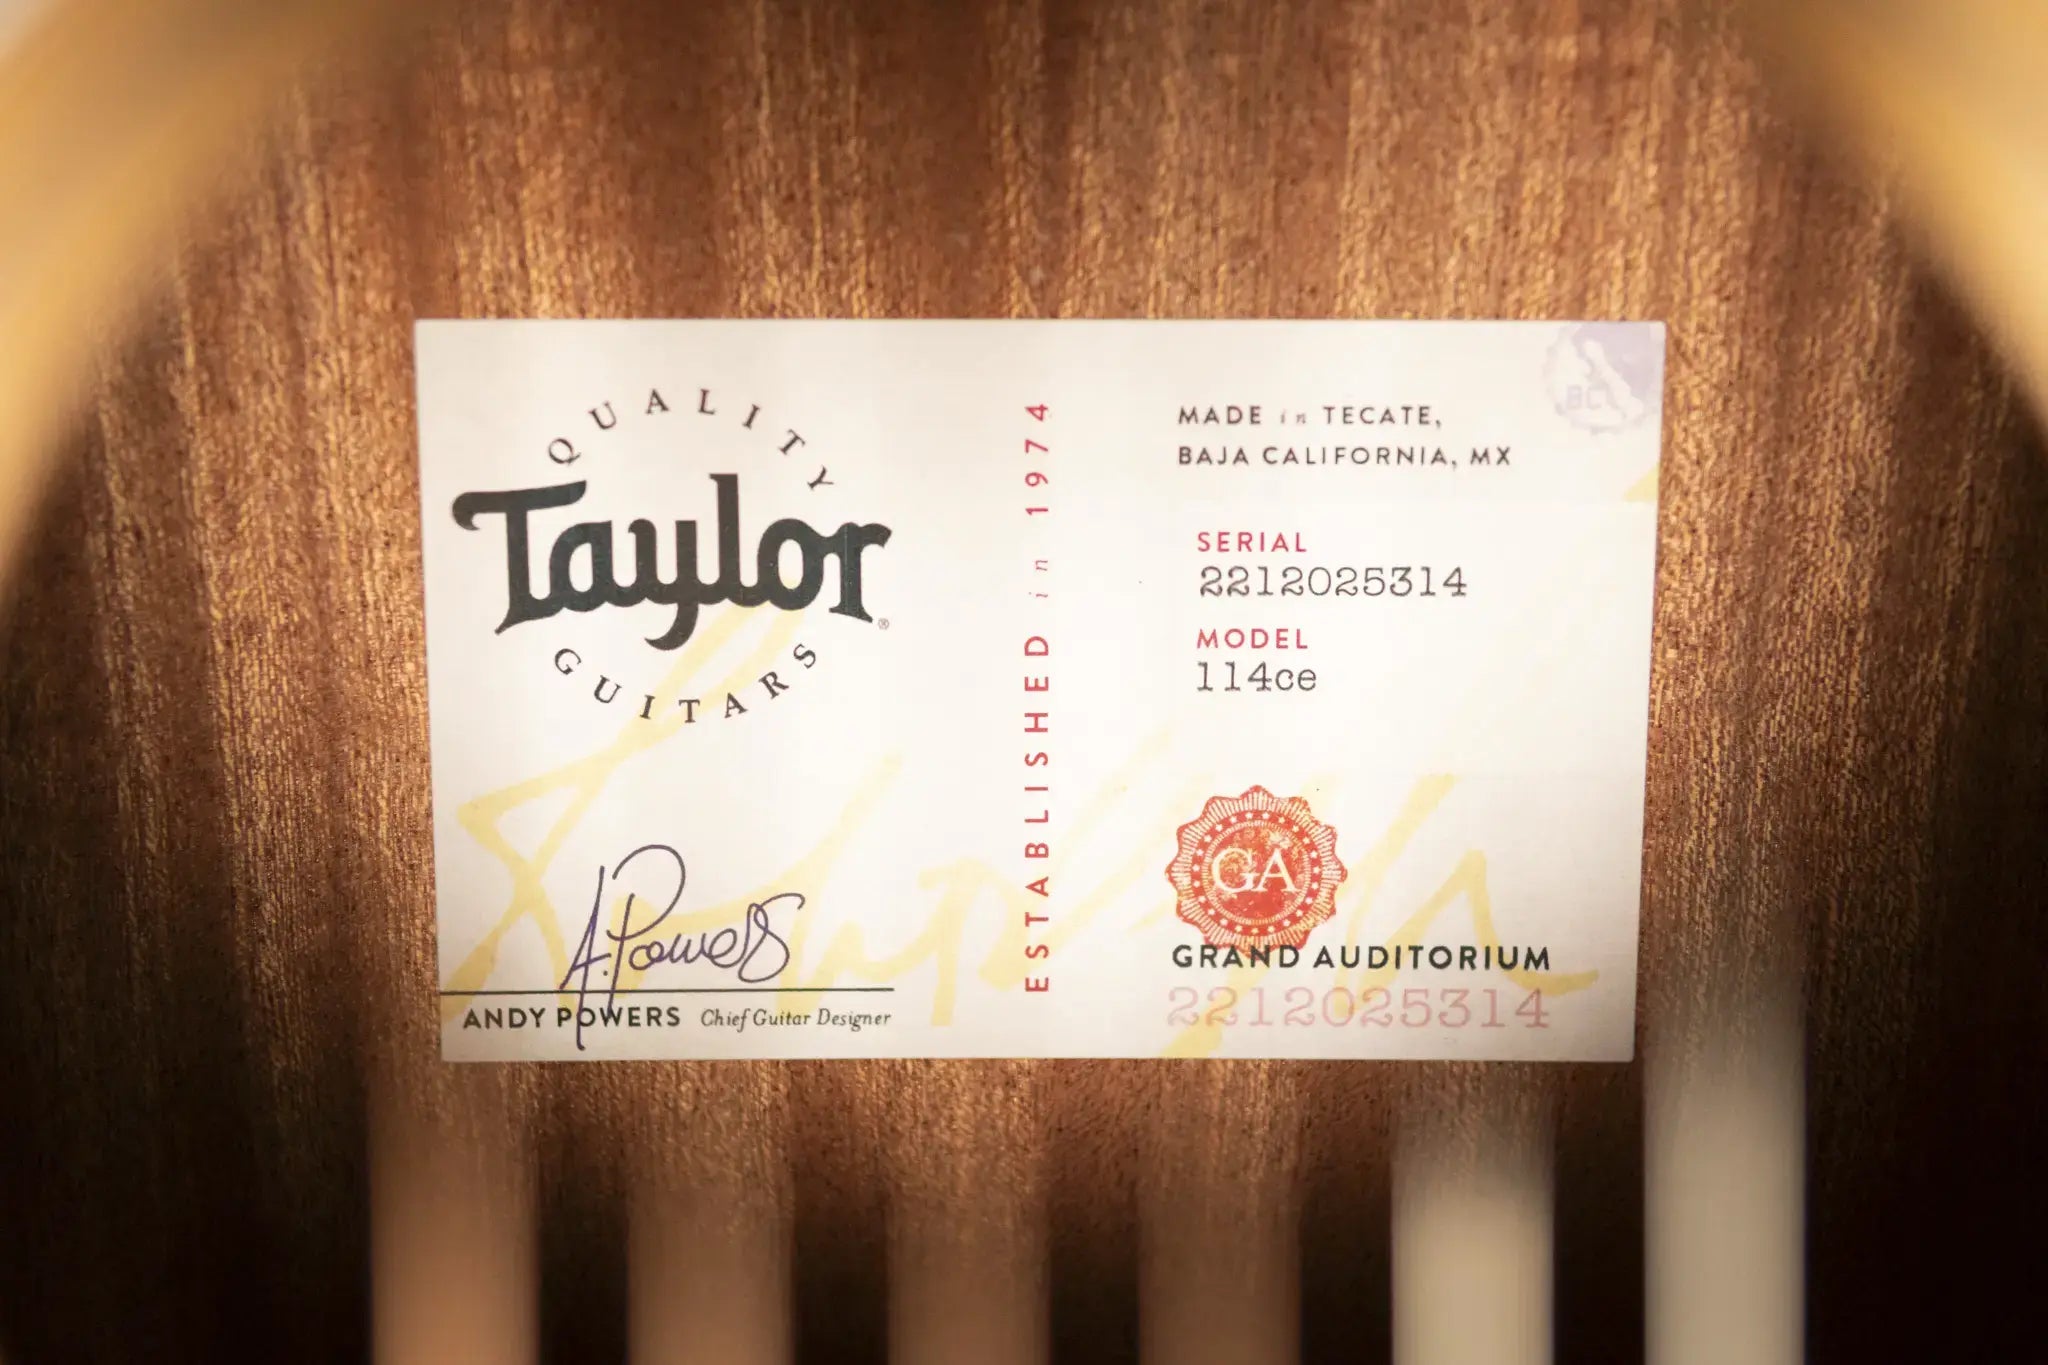 QUALITY
Taylor®
GUITARS
A. Powers
ANDY POWERS Chief Guitar Designer
ESTABLISHED in 1974
MADE in TECATE,
BAJA CALIFORNIA, MX
SERIAL
2212025314
MODEL
114ce
GA
GRAND AUDITORIUM
2212025314